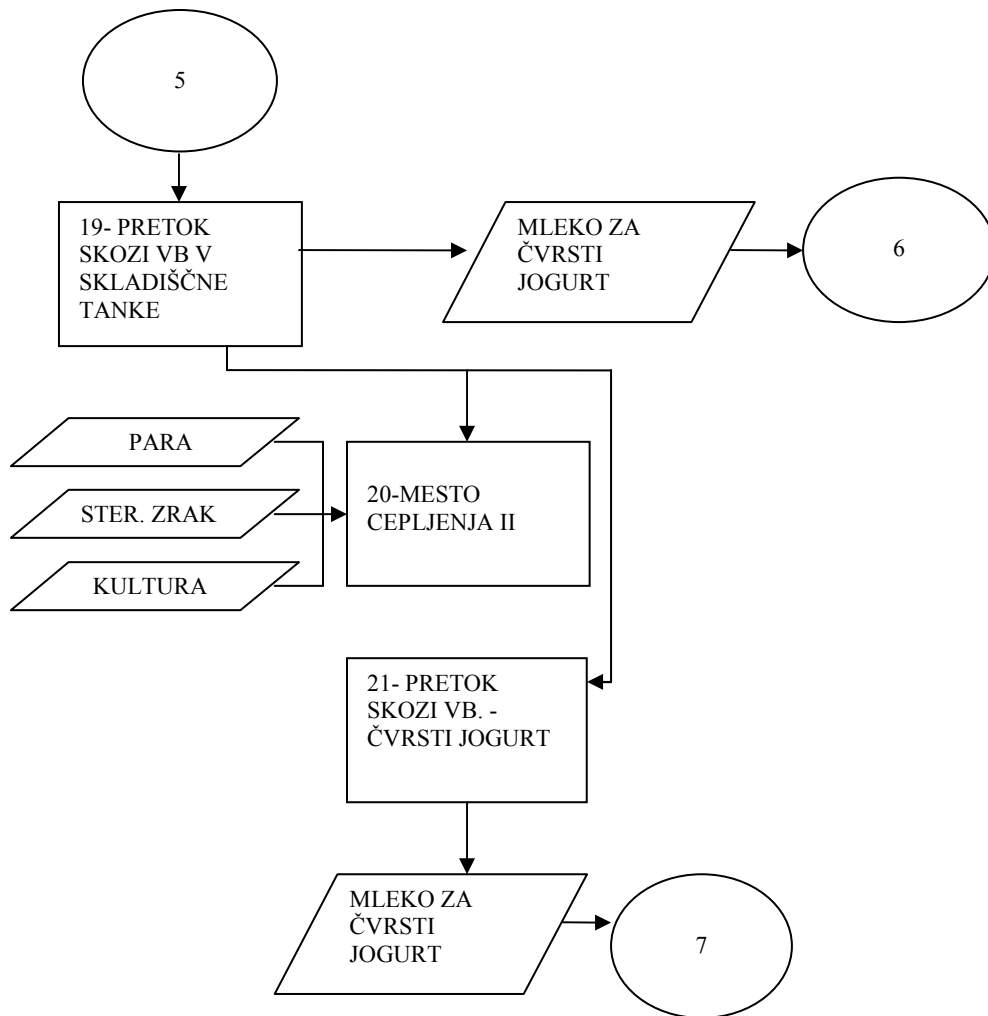 5
19- PRETOK
SKOZI VB V
SKLADIŠČNE
TANKE
MLEKO ZA
ČVRSTI
JOGURT
6
PARA
STER. ZRAK
KULTURA
20-MESTO
CEPLJENJA II
21- PRETOK
SKOZI VB. -
ČVRSTI JOGURT
MLEKO ZA
ČVRSTI
JOGURT
7